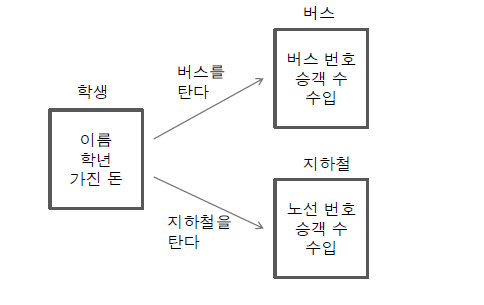 학생
이름
학년
가진 돈
버스를
탄다
버스
버스 번호
승객 수
수입
지하철을
탄다
지하철
노선 번호
승객 수
수입